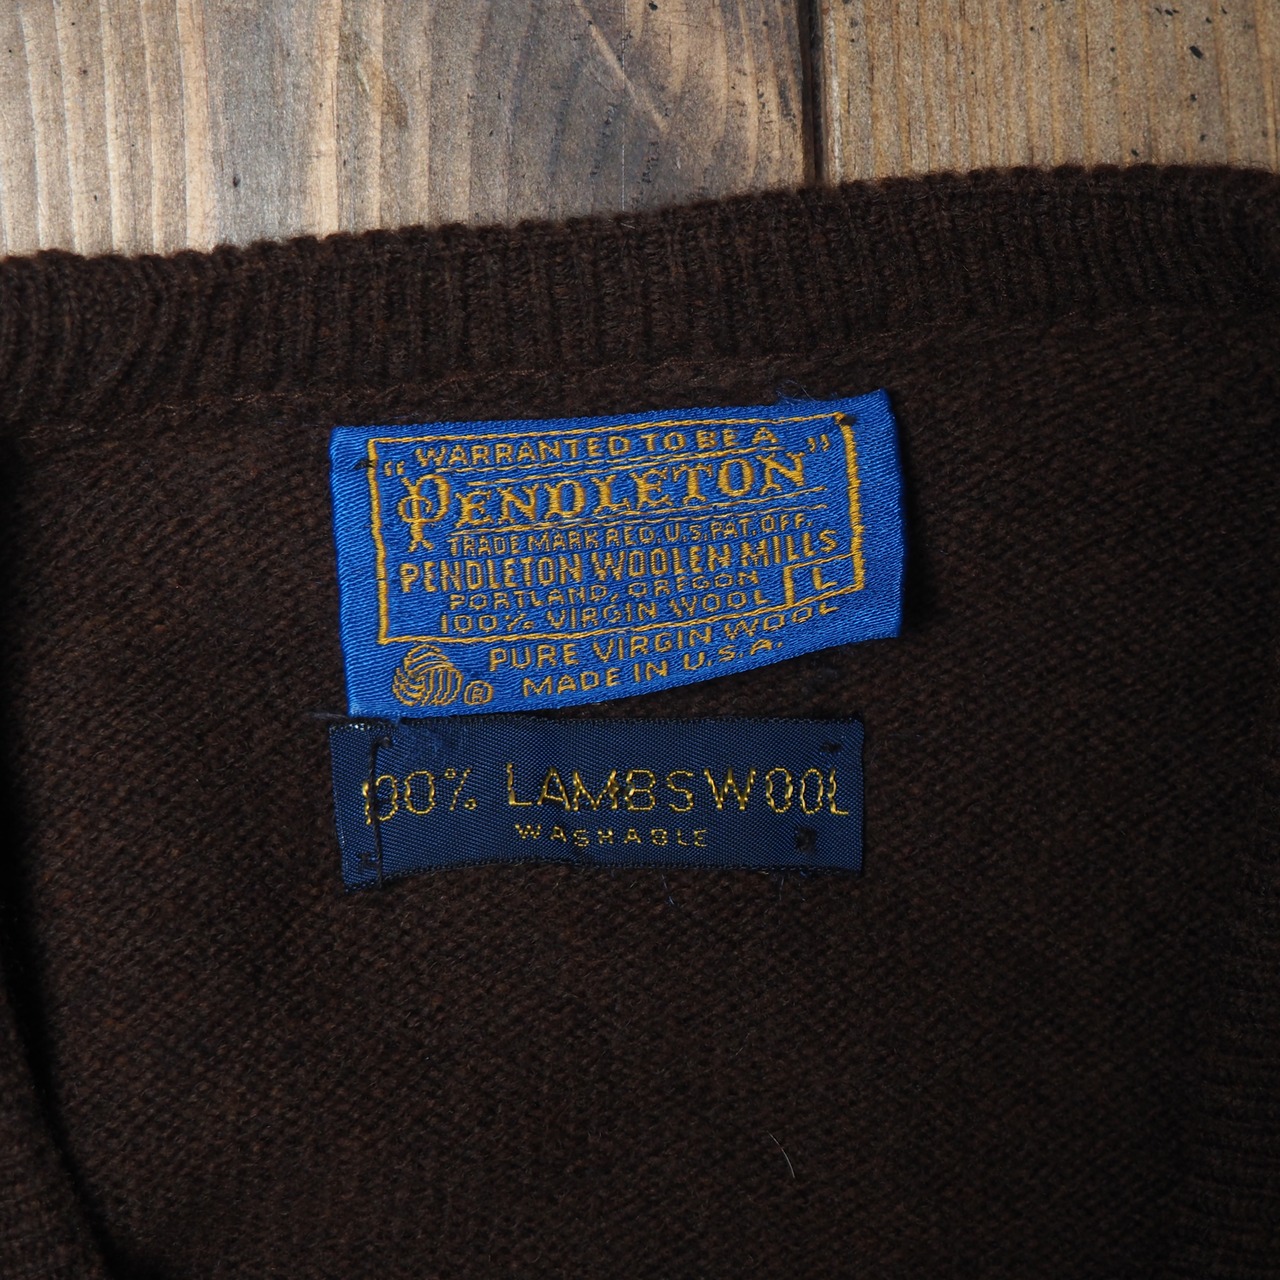 "WARRANTED TO BE A"
PENDLETON
TRADE MARK REG. U.S. PAT. OFF.
PENDLETON WOOLEN MILLS
PORTLAND, OREGON
100% VIRGIN WOOL L
PURE VIRGIN WOOL
® MADE IN U.S.A.
100% LAMBSWOOL
WASHABLE